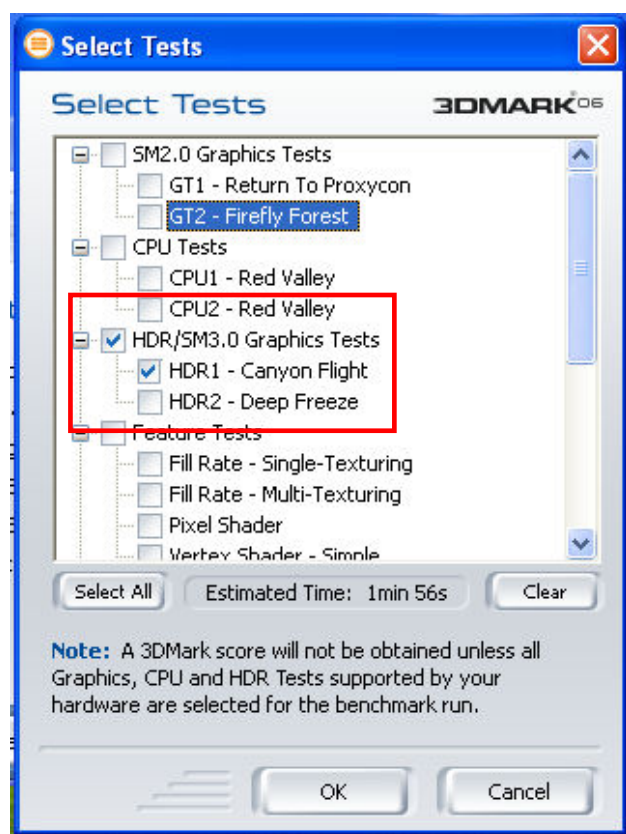 Select Tests
Select Tests 3DMARK06
SM2.0 Graphics Tests
GT1 - Return To Proxycon
GT2 - Firefly Forest
CPU Tests
CPU1 - Red Valley
CPU2 - Red Valley
HDR/SM3.0 Graphics Tests
HDR1 - Canyon Flight
HDR2 - Deep Freeze
Feature Tests
Fill Rate - Single-Texturing
Fill Rate - Multi-Texturing
Pixel Shader
Vertex Shader - Simple
Select All Estimated Time: 1min 56s Clear
Note: A 3DMark score will not be obtained unless all
Graphics, CPU and HDR Tests supported by your
hardware are selected for the benchmark run.
OK Cancel